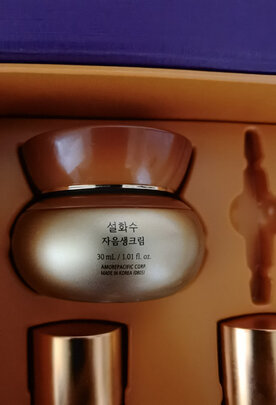 설화수
자음생크림
30 mL / 1.01 fl. oz.
AMOREPACIFIC CORP.
MADE IN KOREA